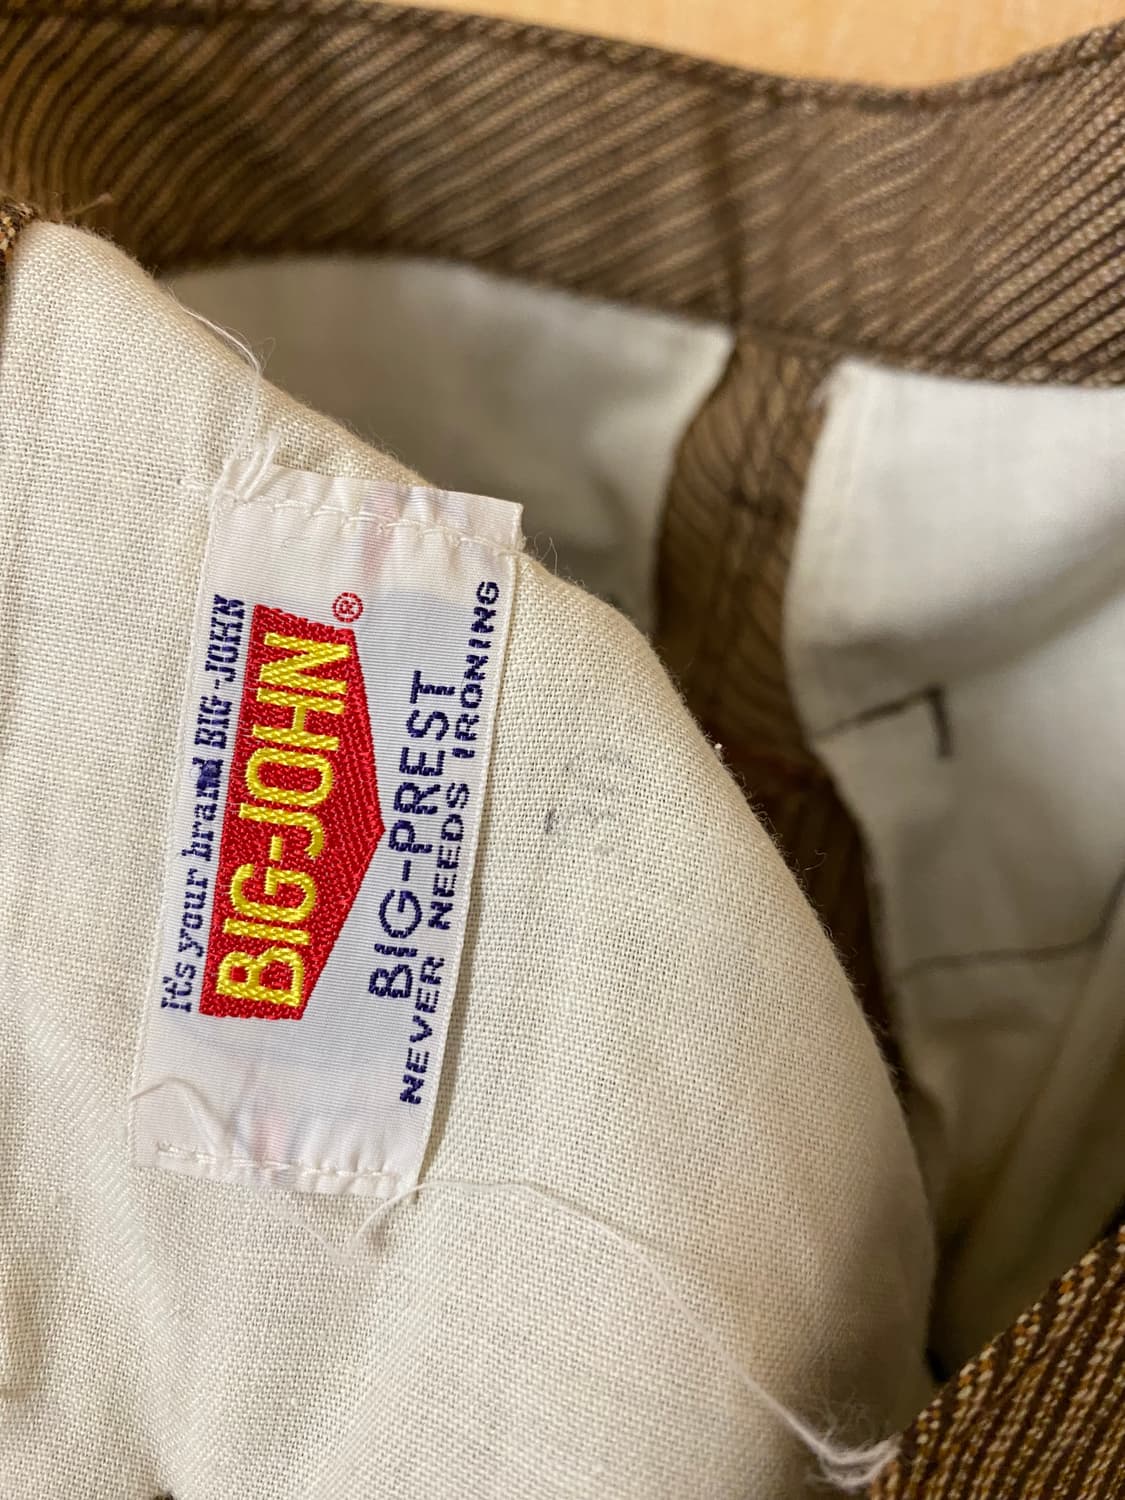 It's your brand BIG-JOHN
BIG-JOHN®
BIG-PREST
NEVER NEEDS IRONING